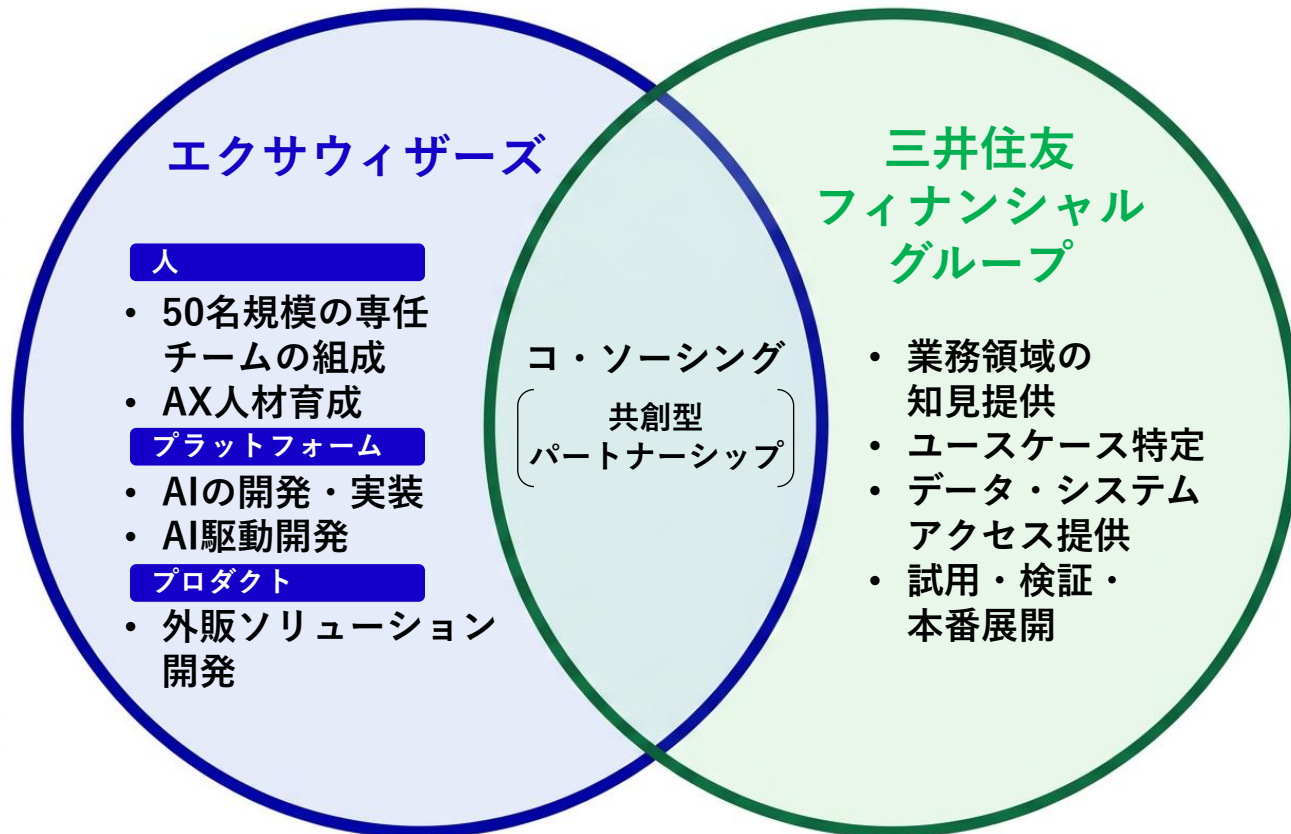 エクサウィザーズ
人
• 50名規模の専任
チームの組成
• AX人材育成
プラットフォーム
• AIの開発・実装
• AI駆動開発
プロダクト
• 外販ソリューション
開発
コ・ソーシング
共創型
パートナーシップ
三井住友
フィナンシャル
グループ
• 業務領域の
知見提供
• ユースケース特定
• データ・システム
アクセス提供
• 試用・検証・
本番展開